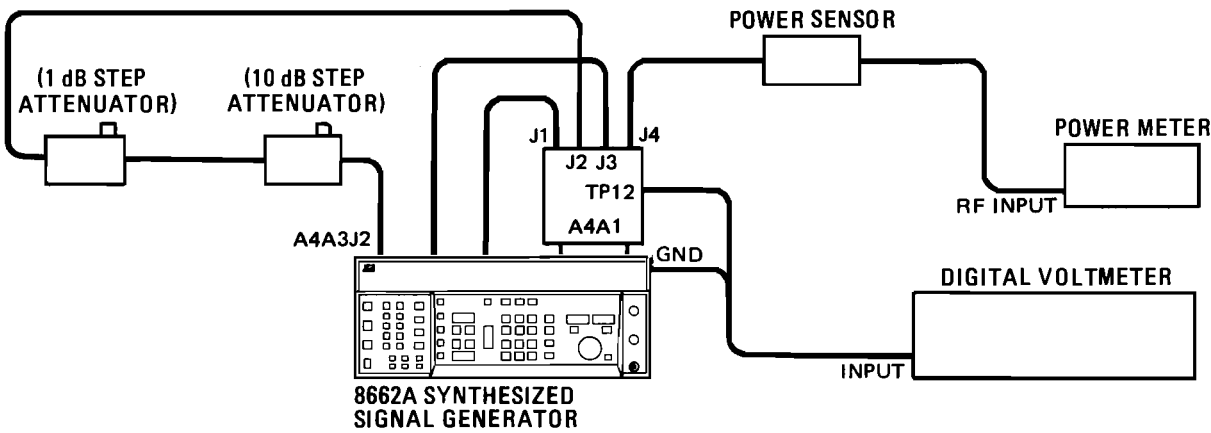 POWER SENSOR
(1 dB STEP
ATTENUATOR)
(10 dB STEP
ATTENUATOR)
J1
J4
POWER METER
J2 J3
TP12
RF INPUT
A4A1
A4A3J2
GND
DIGITAL VOLTMETER
INPUT
8662A SYNTHESIZED
SIGNAL GENERATOR